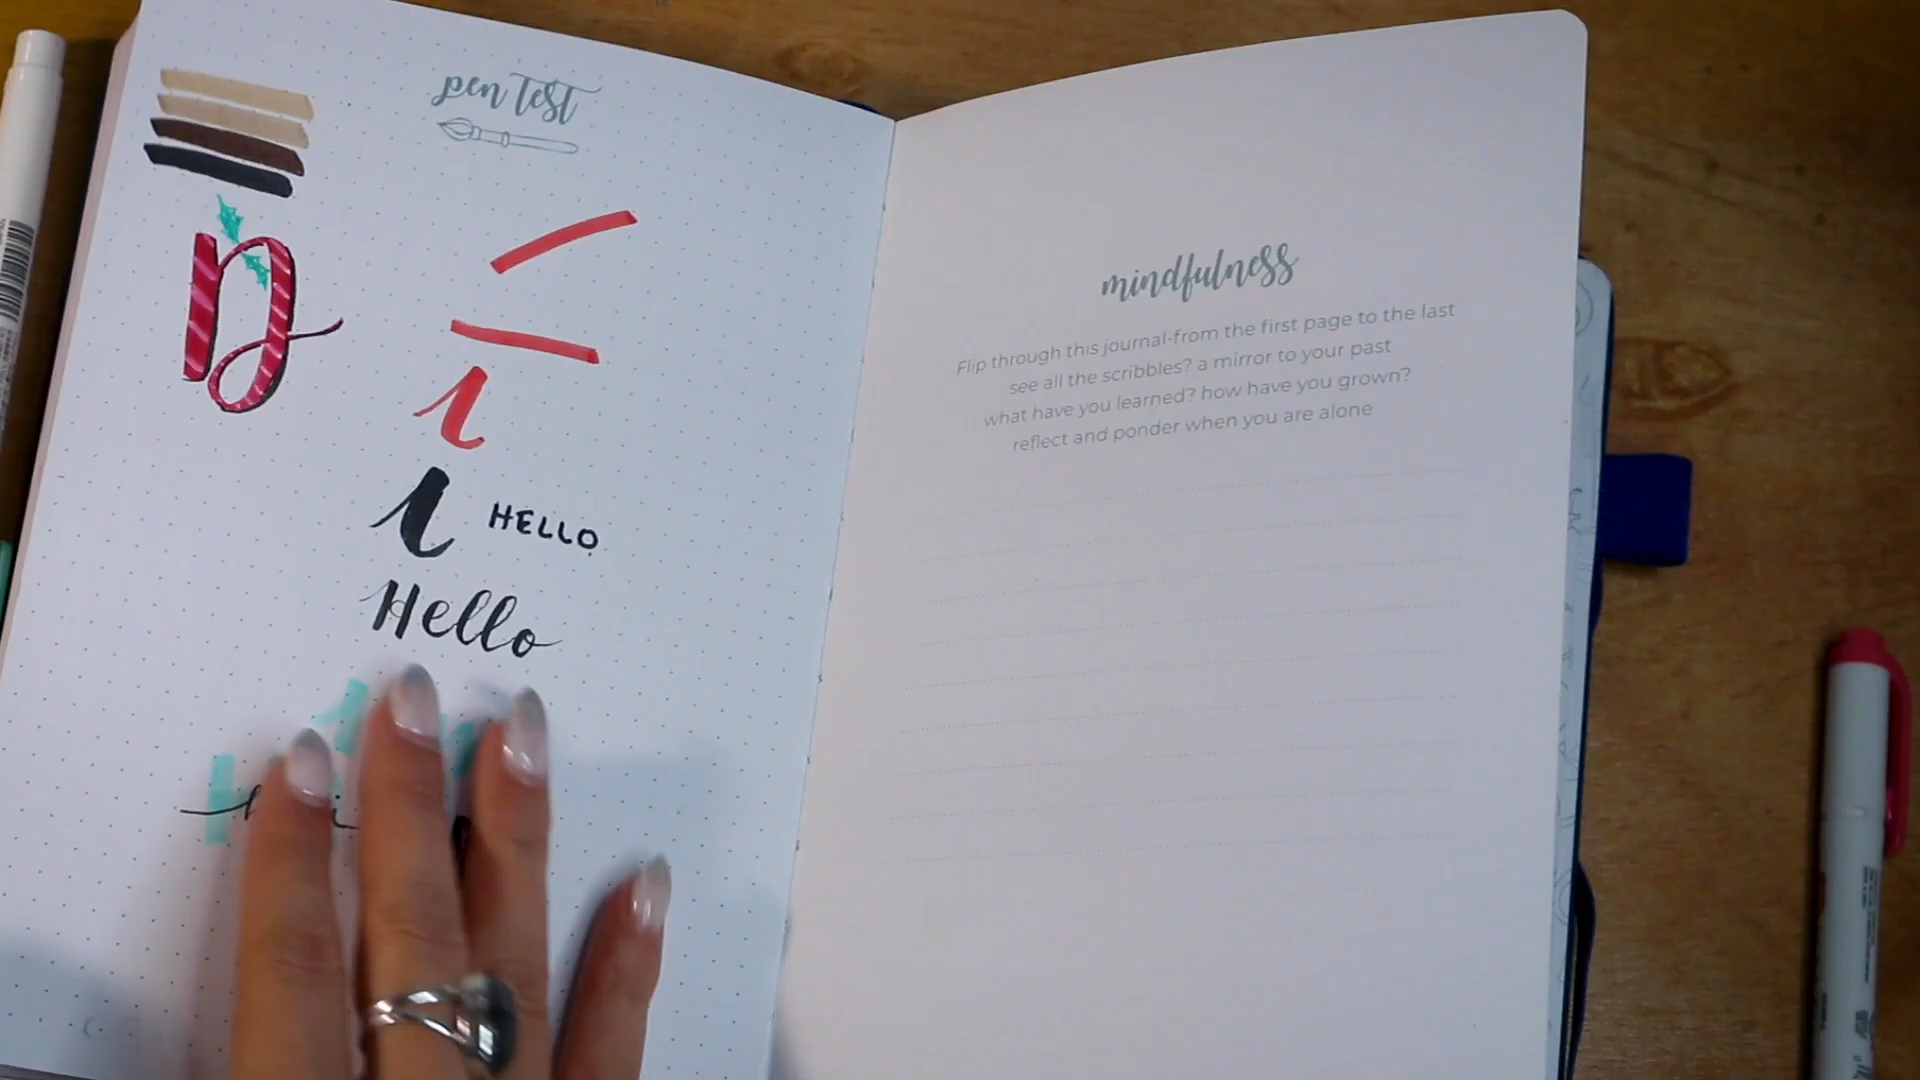 pen test
HELLO
Hello
mindfulness
Flip through this journal-from the first page to the last
see all the scribbles? a mirror to your past
what have you learned? how have you grown?
reflect and ponder when you are alone